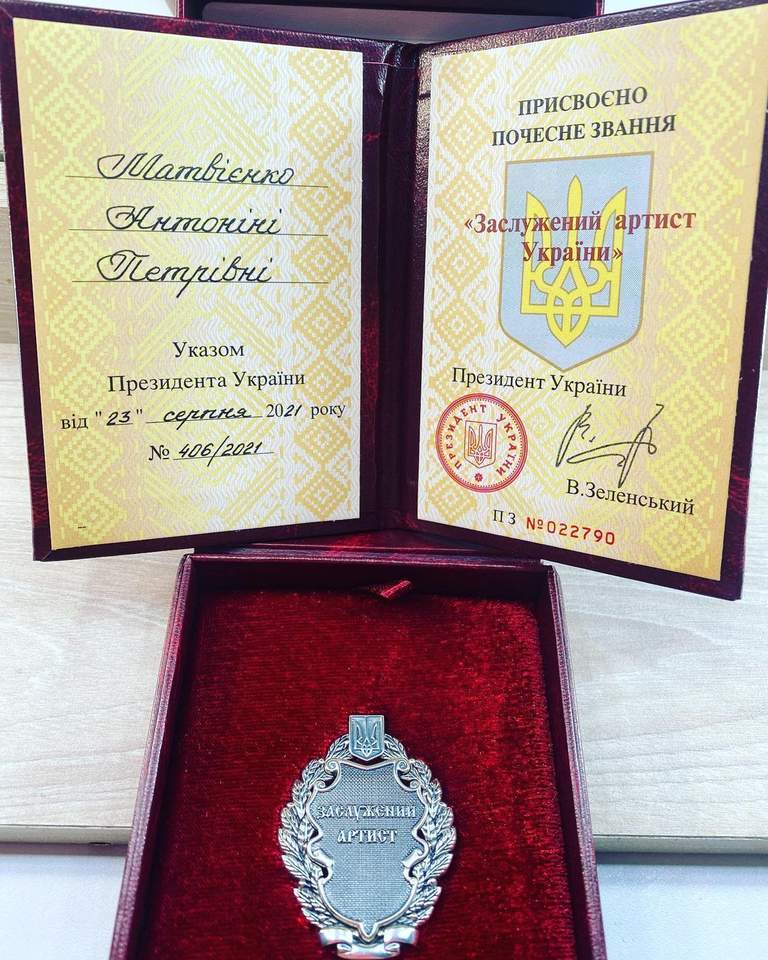 Матвієнко
Антоніні
Петрівні
Указом
Президента України
від "23" серпня 2021 року
№ 406/2021
ПРИСВОЄНО
ПОЧЕСНЕ ЗВАННЯ
«Заслужений артист
України»
Президент України
ПРЕЗИДЕНТ УКРАЇНИ
В.Зеленський
ПЗ №022790
ЗАСЛУЖЕНИЙ
АРТИСТ